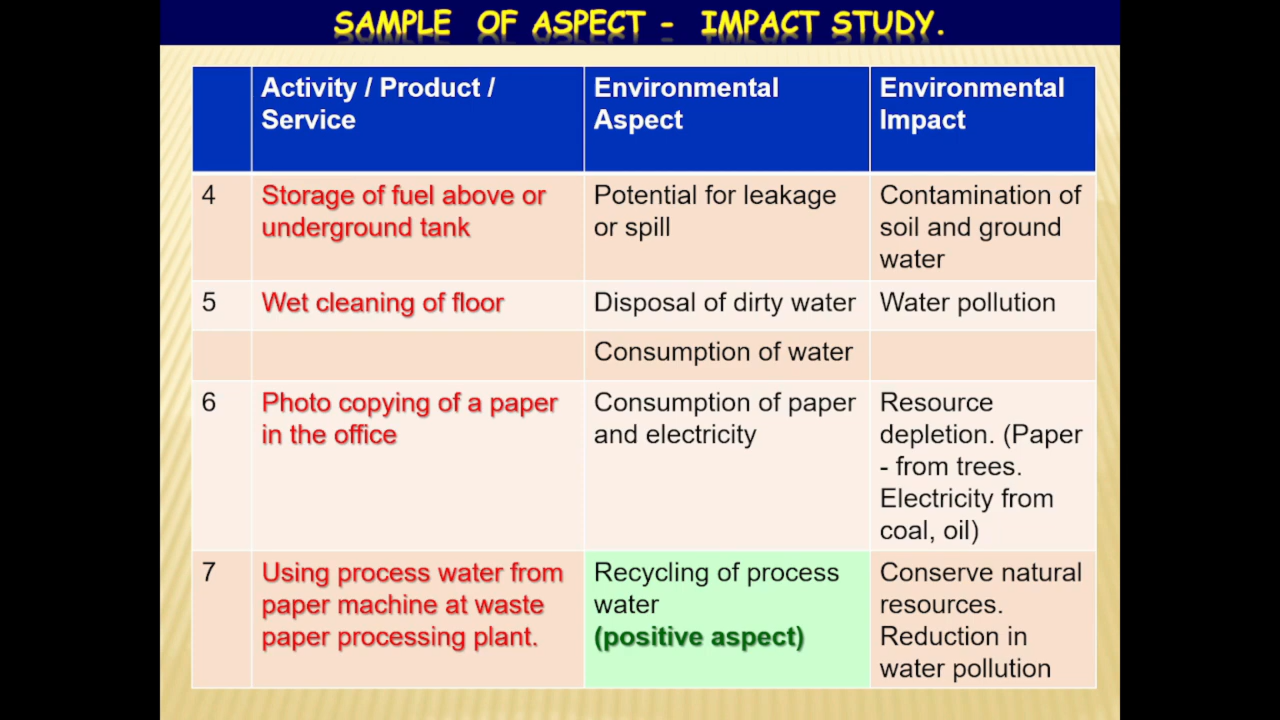 SAMPLE OF ASPECT - IMPACT STUDY.
Activity / Product /
Service
Environmental
Aspect
Environmental
Impact
4
Storage of fuel above or
underground tank
Potential for leakage
or spill
Contamination of
soil and ground
water
5
Wet cleaning of floor
Disposal of dirty water
Water pollution
Consumption of water
6
Photo copying of a paper
in the office
Consumption of paper
and electricity
Resource
depletion. (Paper
- from trees.
Electricity from
coal, oil)
7
Using process water from
paper machine at waste
paper processing plant.
Recycling of process
water
(positive aspect)
Conserve natural
resources.
Reduction in
water pollution